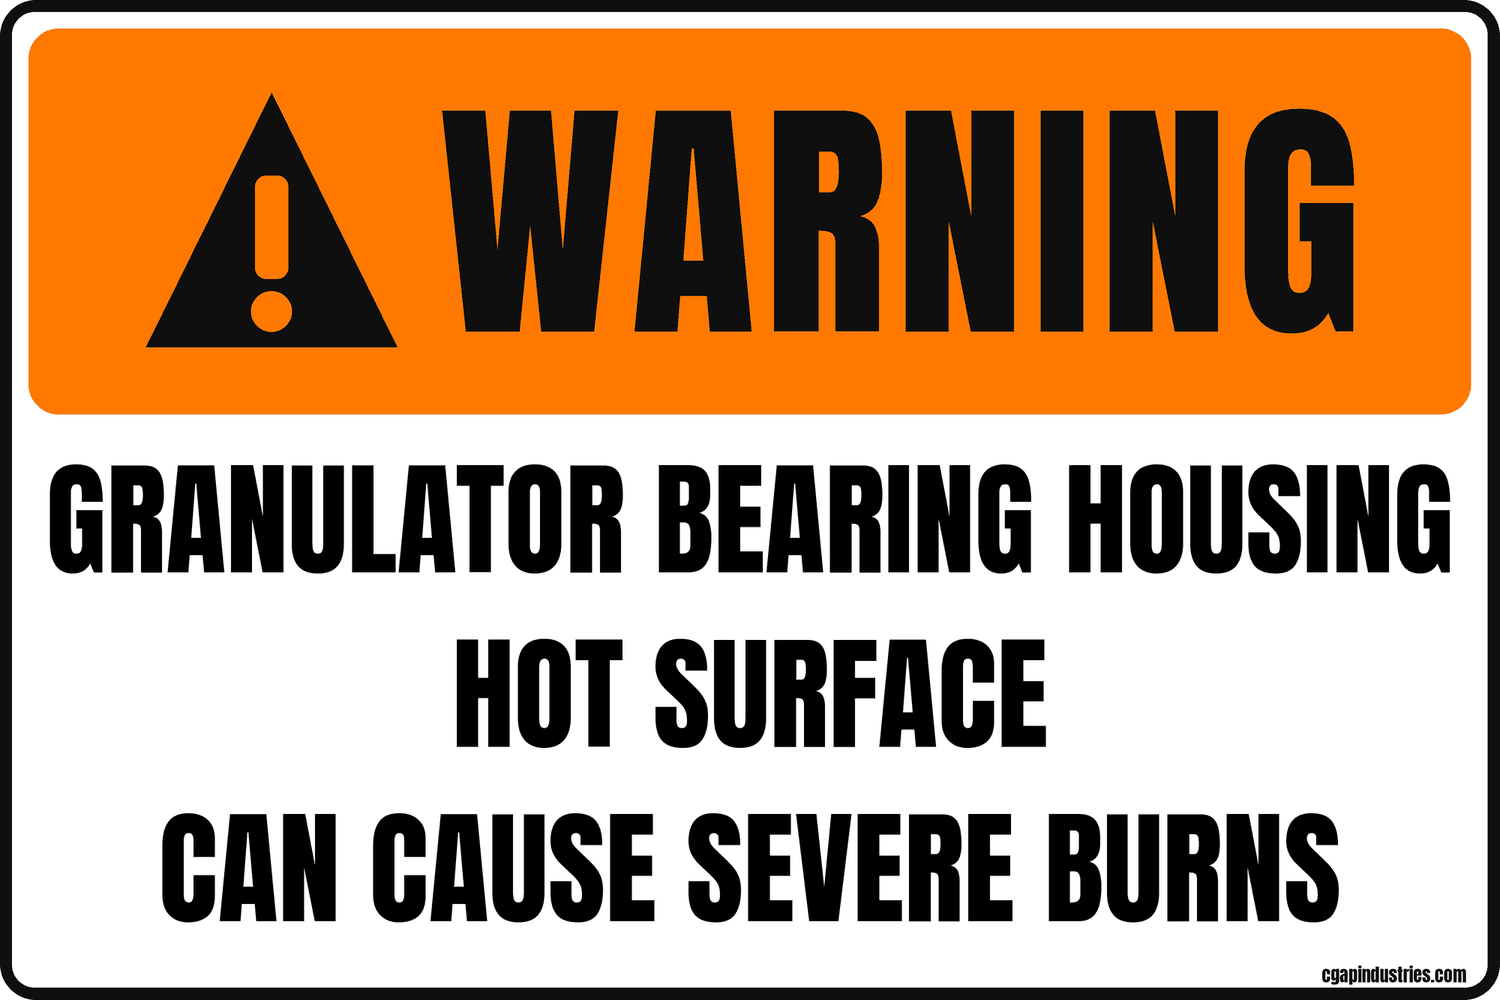 WARNING
GRANULATOR BEARING HOUSING
HOT SURFACE
CAN CAUSE SEVERE BURNS
cgapindustries.com